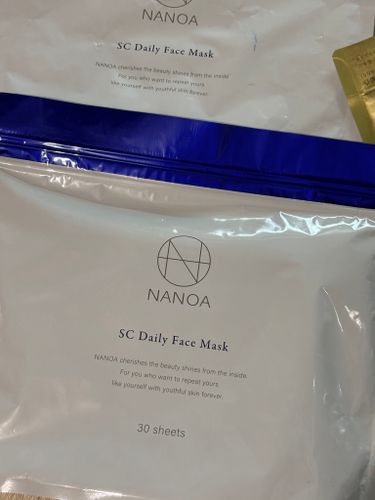 NANOA
SC Daily Face Mask
NANOA cherishes the beauty shines from the inside
For you who want to repeat yours
like yourself with youthful skin forever.
NANOA
SC Daily Face Mask
NANOA cherishes the beauty shines from the inside.
For you who want to repeat yours
like yourself with youthful skin forever.
30 sheets